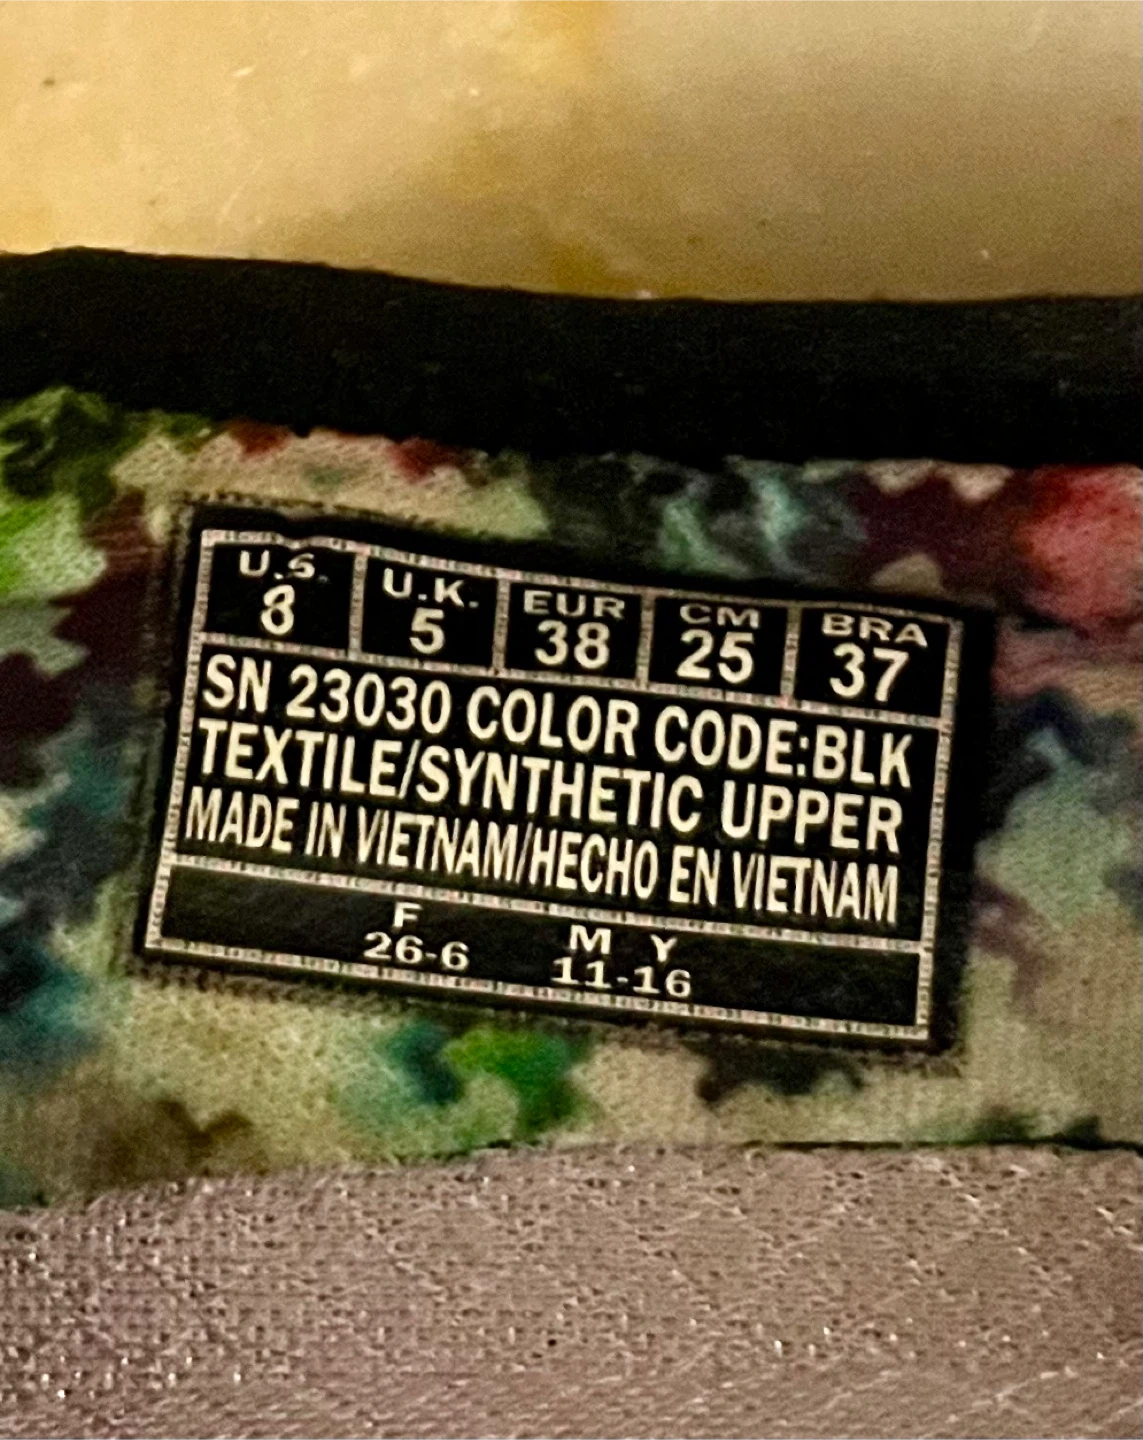 U.S. U.K. EUR CM BRA
8 5 38 25 37
SN 23030 COLOR CODE:BLK
TEXTILE/SYNTHETIC UPPER
MADE IN VIETNAM/HECHO EN VIETNAM
F M Y
26-6 11-16